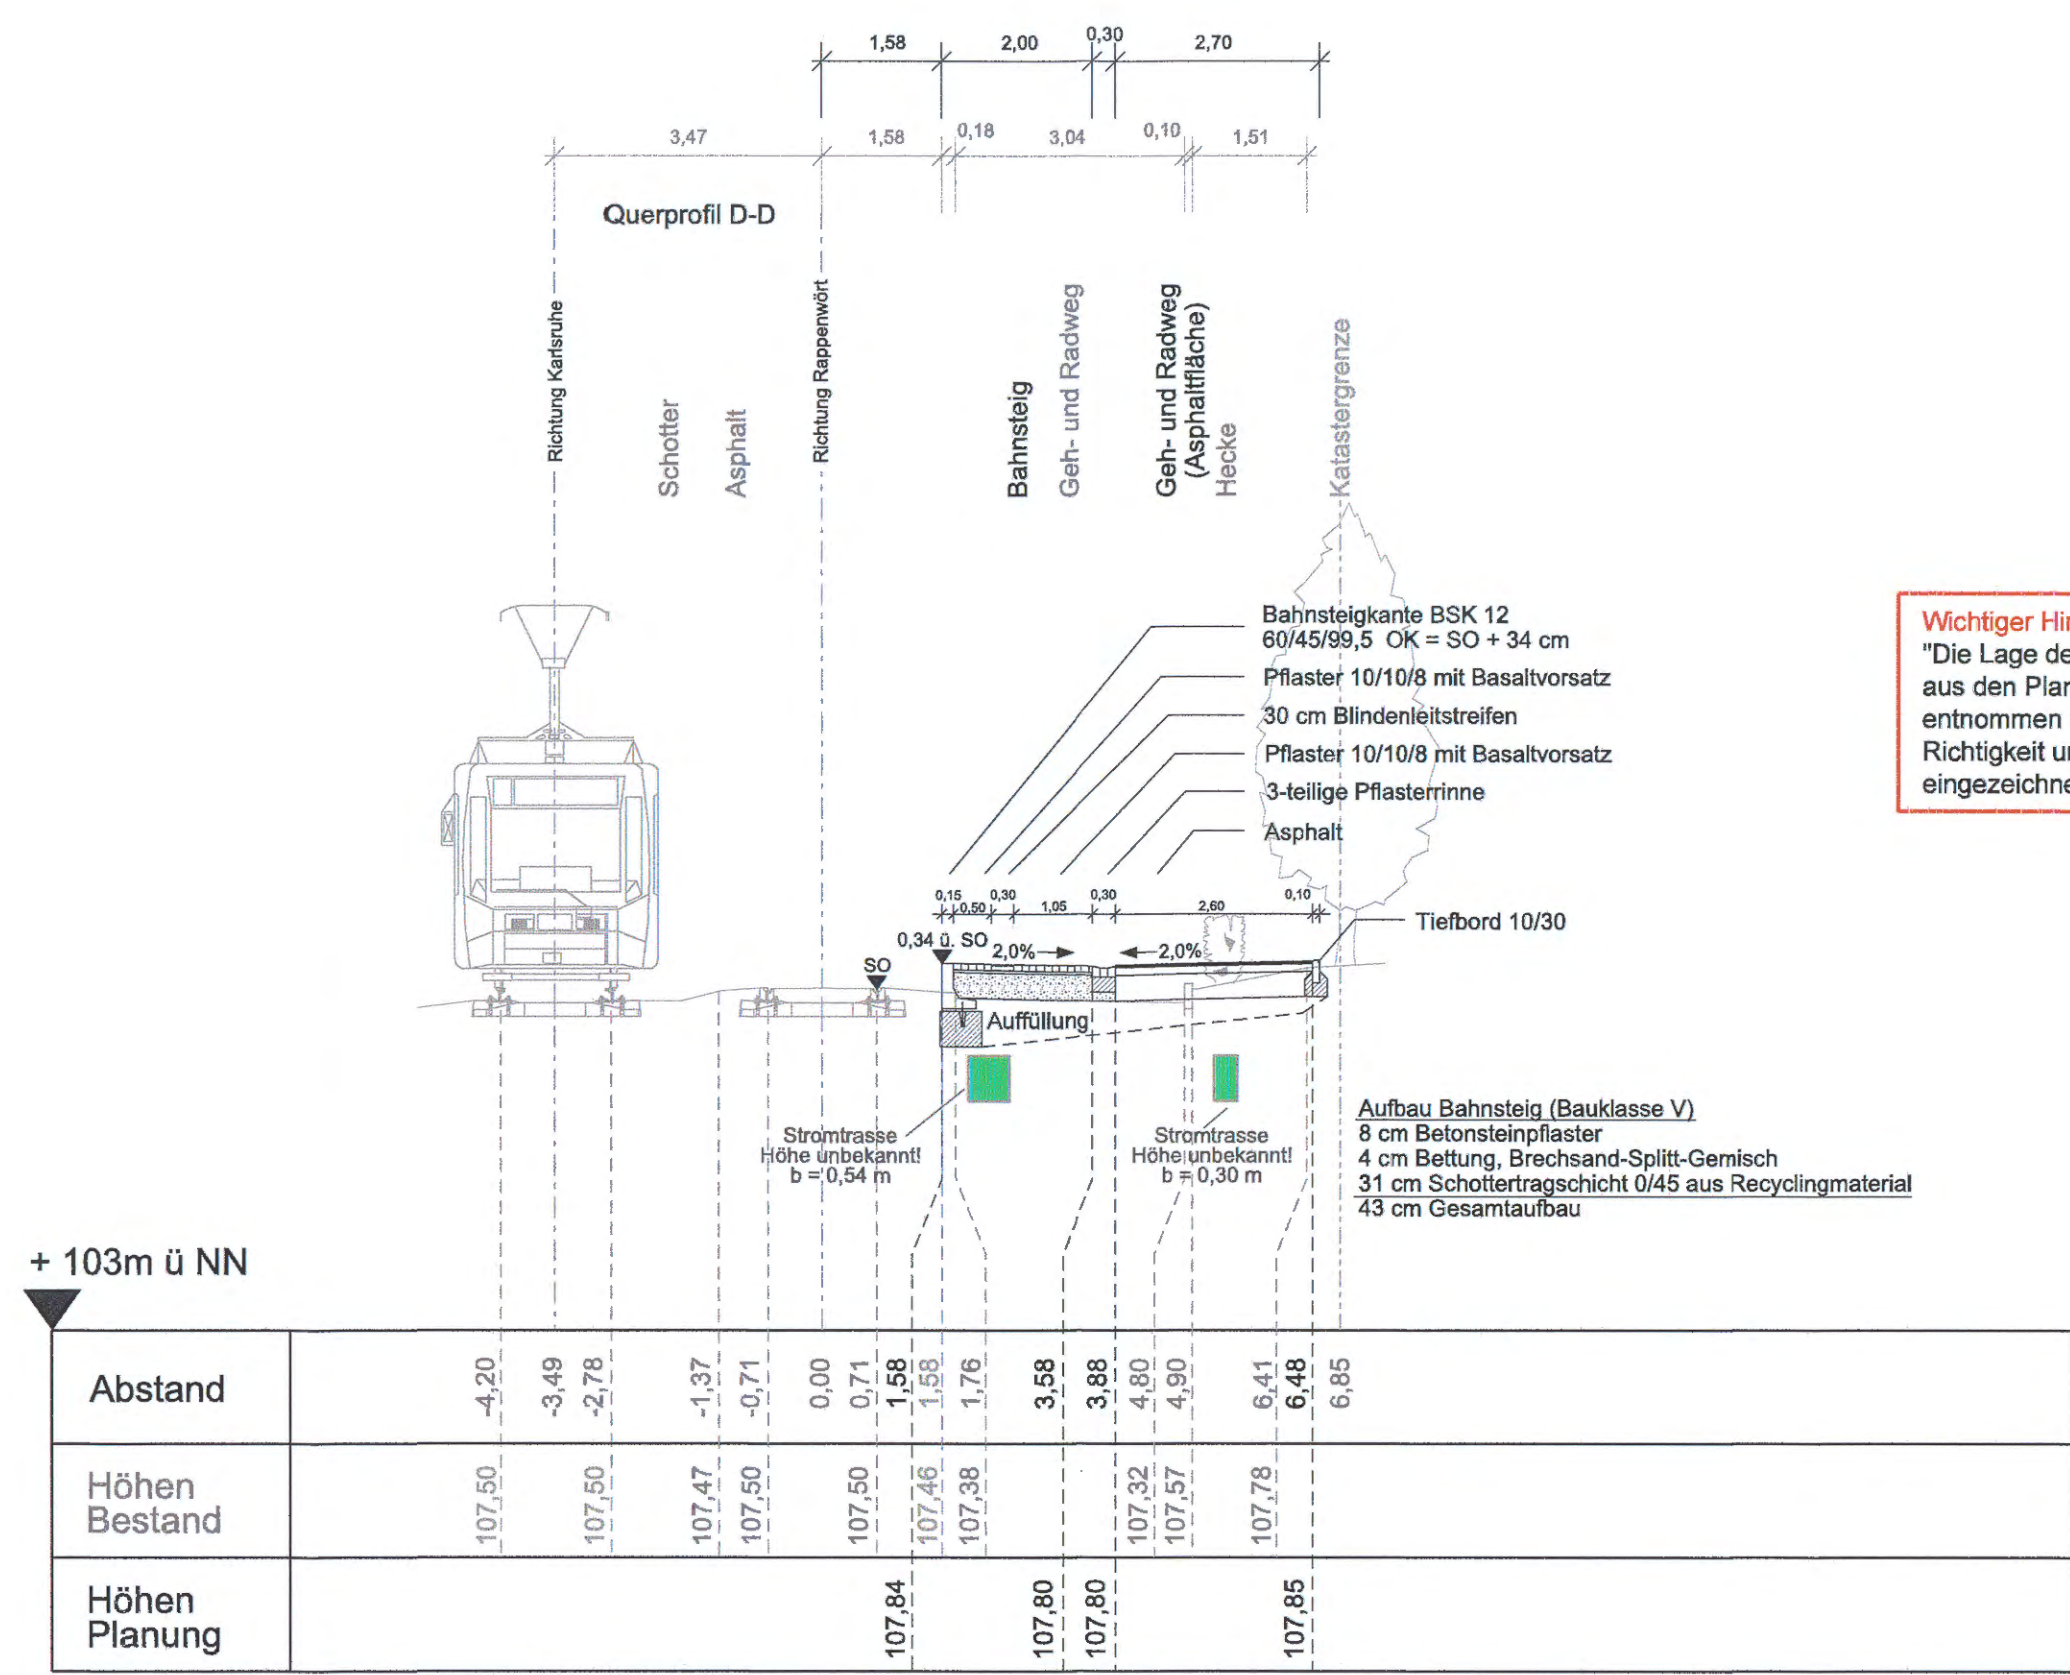 1,58 2,00 0,30 2,70
3,47 1,58 0,18 3,04 0,10 1,51
Querprofil D-D
Richtung Karlsruhe
Schotter
Asphalt
Richtung Rappenwört
Bahnsteig
Geh- und Radweg
Geh- und Radweg
(Asphaltfläche)
Hecke
Katastergrenze
Bahnsteigkante BSK 12
60/45/99,5 OK = SO + 34 cm
Pflaster 10/10/8 mit Basaltvorsatz
30 cm Blindenleitstreifen
Pflaster 10/10/8 mit Basaltvorsatz
3-teilige Pflasterrinne
Asphalt
Wichtiger Hin
"Die Lage de
aus den Plan
entnommen
Richtigkeit un
eingezeichne
0,15 0,50 0,30 1,05 0,30 2,60 0,10
Tiefbord 10/30
0,34 ü. SO
2,0% 2,0%
SO
Auffüllung
Stromtrasse
Höhe unbekannt!
b = 0,54 m
Stromtrasse
Höhe unbekannt!
b = 0,30 m
Aufbau Bahnsteig (Bauklasse V)
8 cm Betonsteinpflaster
4 cm Bettung, Brechsand-Splitt-Gemisch
31 cm Schottertragschicht 0/45 aus Recyclingmaterial
43 cm Gesamtaufbau
+ 103m ü NN
Abstand
-4,20 -3,49 -2,78 -1,37 -0,71 0,00 0,71 1,58 1,58 1,76 3,58 3,88 4,80 4,90 6,41 6,48 6,85
Höhen
Bestand
107,50 107,50 107,47 107,50 107,50 107,46 107,38 107,32 107,57 107,78
Höhen
Planung
107,84 107,80 107,80 107,85